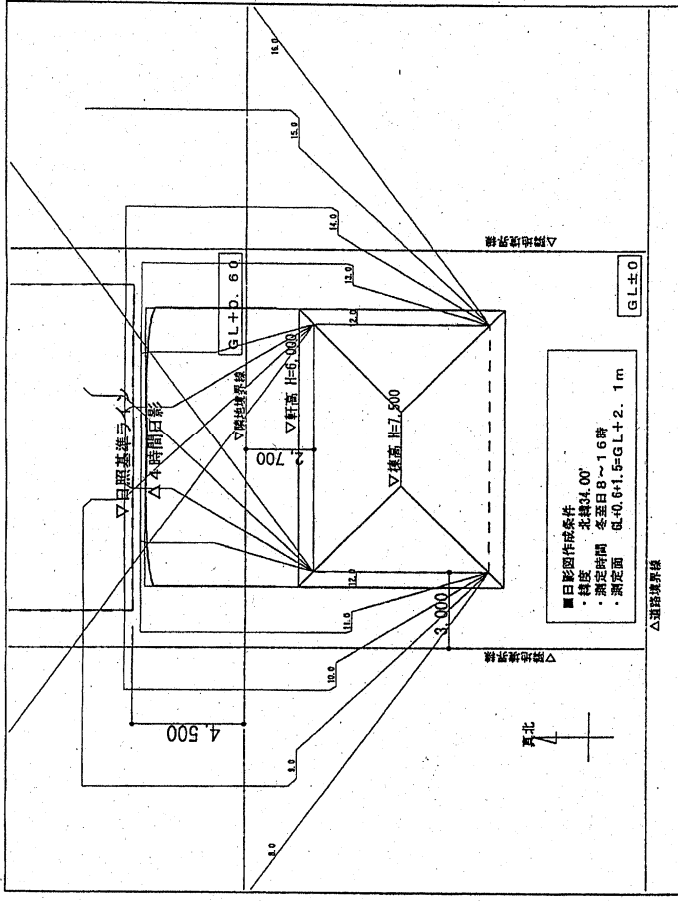 16.0
15.0
14.0
13.0
12.0
△隣地境界線
GL+0.60
▽日照基準ライン
△4時間日影
▽隣地境界線
2,700
▽軒高 H=6,000
▽棟高 H=7,500
GL±0
12.0
11.0
10.0
9.0
8.0
3,000
4,500
▽隣地境界線
真北
■日影図作成条件
・緯度 北緯34.00'
・測定時間 冬至日8～16時
・測定面 GL+0.6+1.5=GL+2.1m
△道路境界線